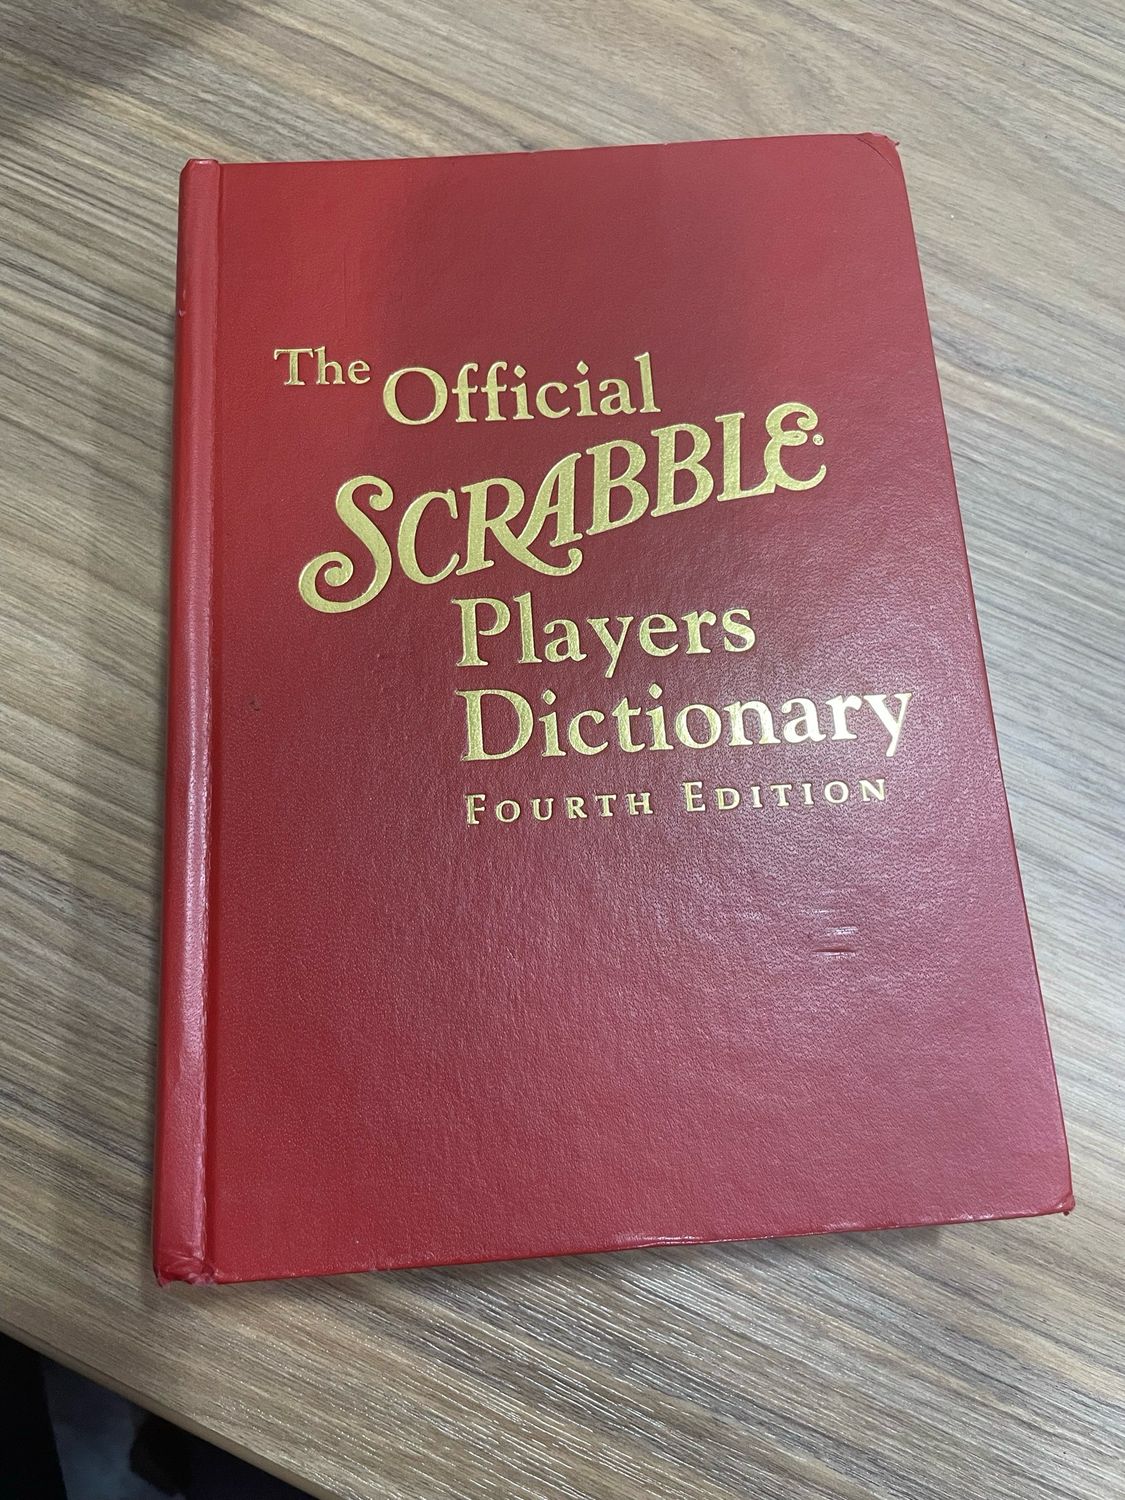 The Official
SCRABBLE®
Players
Dictionary
FOURTH EDITION